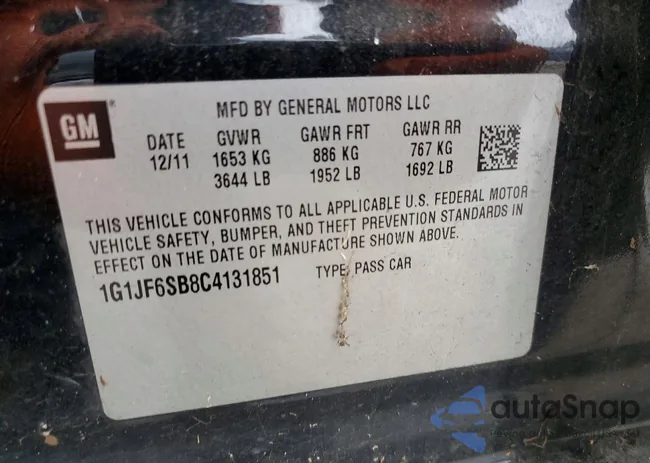 GM
MFD BY GENERAL MOTORS LLC
DATE GVWR GAWR FRT GAWR RR
12/11 1653 KG 886 KG 767 KG
3644 LB 1952 LB 1692 LB
THIS VEHICLE CONFORMS TO ALL APPLICABLE U.S. FEDERAL MOTOR
VEHICLE SAFETY, BUMPER, AND THEFT PREVENTION STANDARDS IN
EFFECT ON THE DATE OF MANUFACTURE SHOWN ABOVE.
1G1JF6SB8C4131851 TYPE: PASS CAR
autoSnap